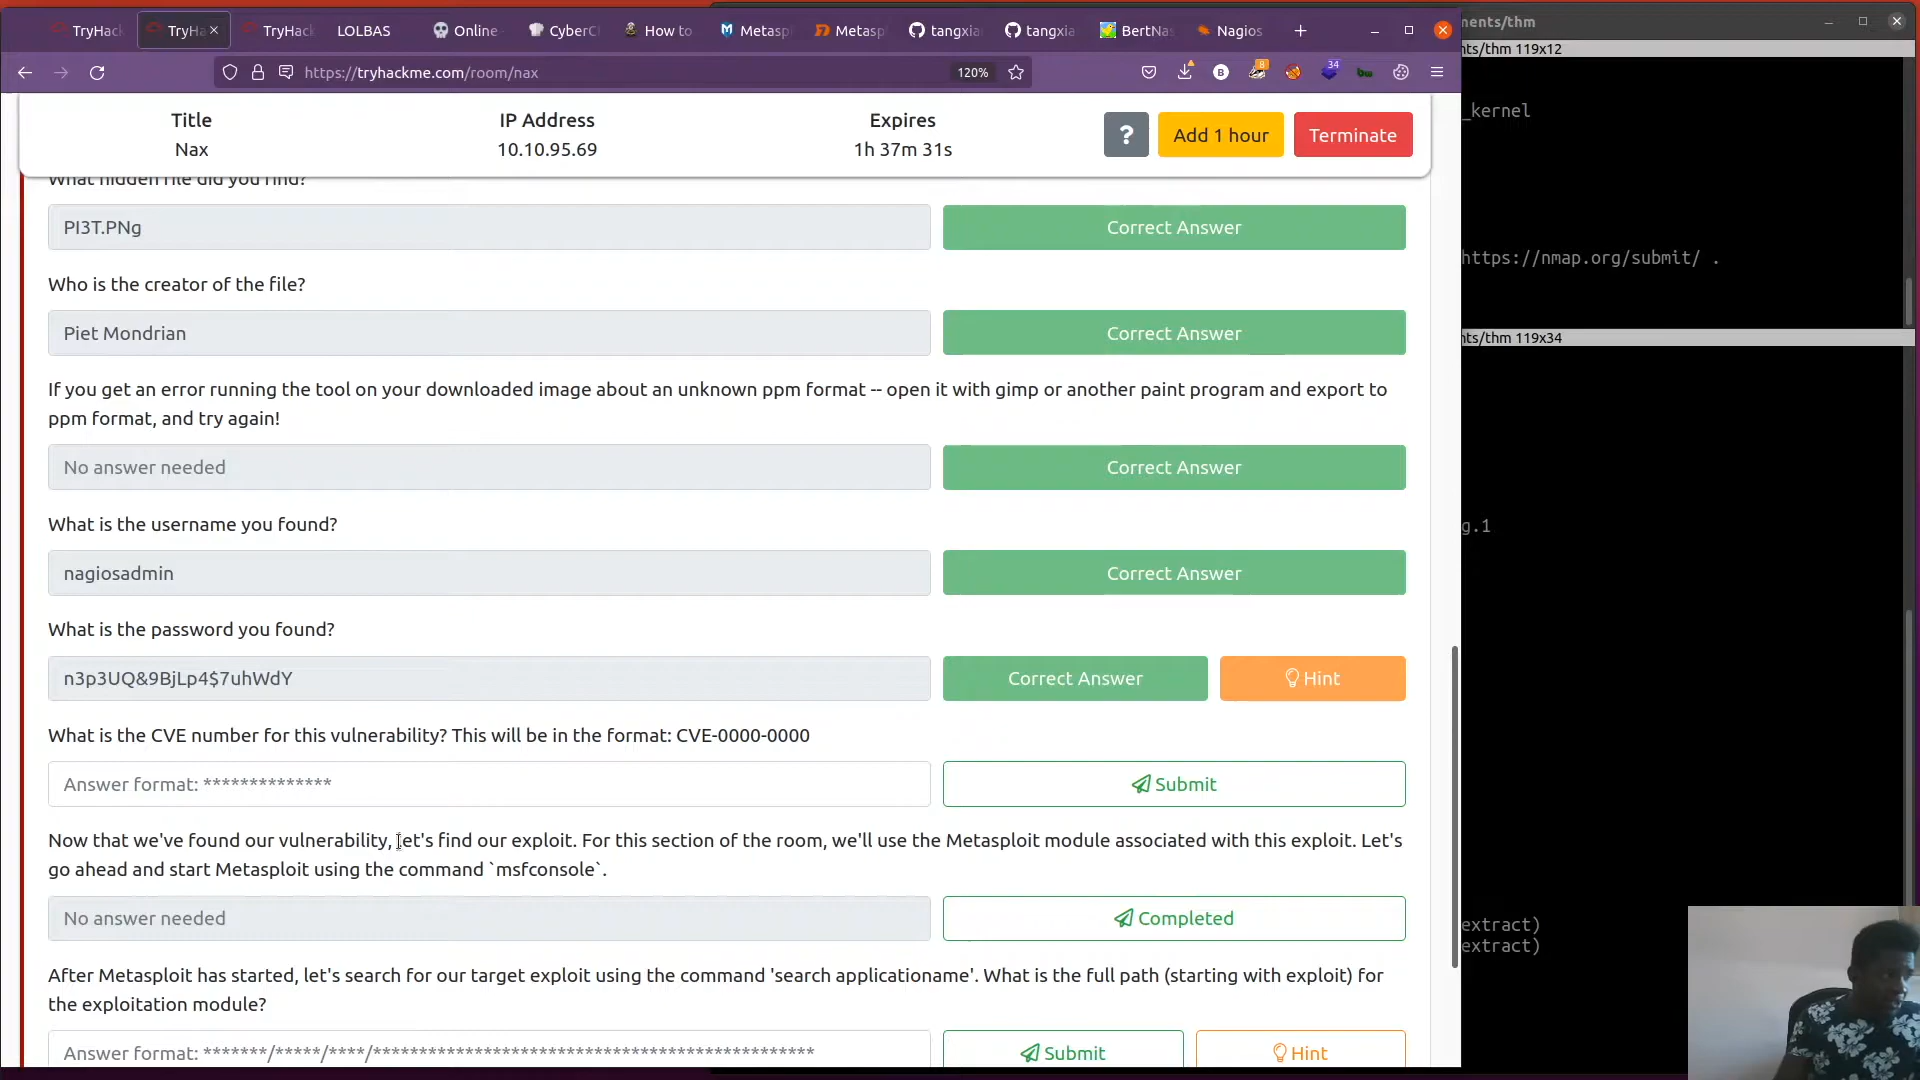 TryHack
TryHa
TryHack
LOLBAS
Online
CyberC
How to
Metasp
Metasp
tangxia
tangxia
BertNa
Nagios
ments/thm
nts/thm 119x12
https://tryhackme.com/room/nax
120%
8
34
_kernel
Title
IP Address
Expires
Nax
10.10.95.69
1h 37m 31s
?
Add 1 hour
Terminate
What hidden file did you find?
PI3T.PNg
Correct Answer
https://nmap.org/submit/ .
Who is the creator of the file?
Piet Mondrian
Correct Answer
nts/thm 119x34
If you get an error running the tool on your downloaded image about an unknown ppm format -- open it with gimp or another paint program and export to
ppm format, and try again!
No answer needed
Correct Answer
What is the username you found?
g.1
nagiosadmin
Correct Answer
What is the password you found?
n3p3UQ&9BjLp4$7uhWdY
Correct Answer
Hint
What is the CVE number for this vulnerability? This will be in the format: CVE-0000-0000
Answer format: **************
Submit
Now that we've found our vulnerability, let's find our exploit. For this section of the room, we'll use the Metasploit module associated with this exploit. Let's
go ahead and start Metasploit using the command `msfconsole`.
No answer needed
Completed
extract)
extract)
After Metasploit has started, let's search for our target exploit using the command 'search applicationame'. What is the full path (starting with exploit) for
the exploitation module?
Answer format: *******/*****/****/************************************************
Submit
Hint